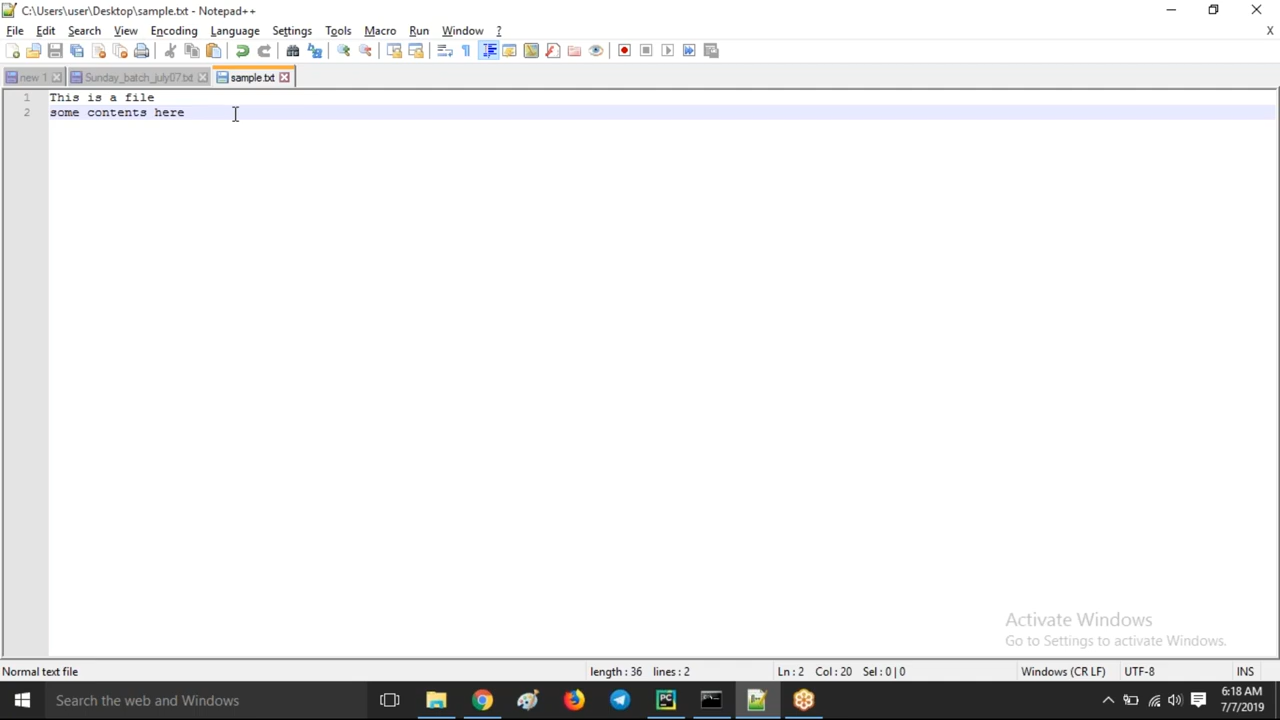 C:\Users\user\Desktop\sample.txt - Notepad++
File Edit Search View Encoding Language Settings Tools Macro Run Window ? X
new 1 Sunday_batch_july07.txt sample.txt
1 This is a file
2 some contents here
Activate Windows
Go to Settings to activate Windows.
Normal text file length : 36 lines : 2 Ln : 2 Col : 20 Sel : 0 | 0 Windows (CR LF) UTF-8 INS
Search the web and Windows
PC
6:18 AM
7/7/2019